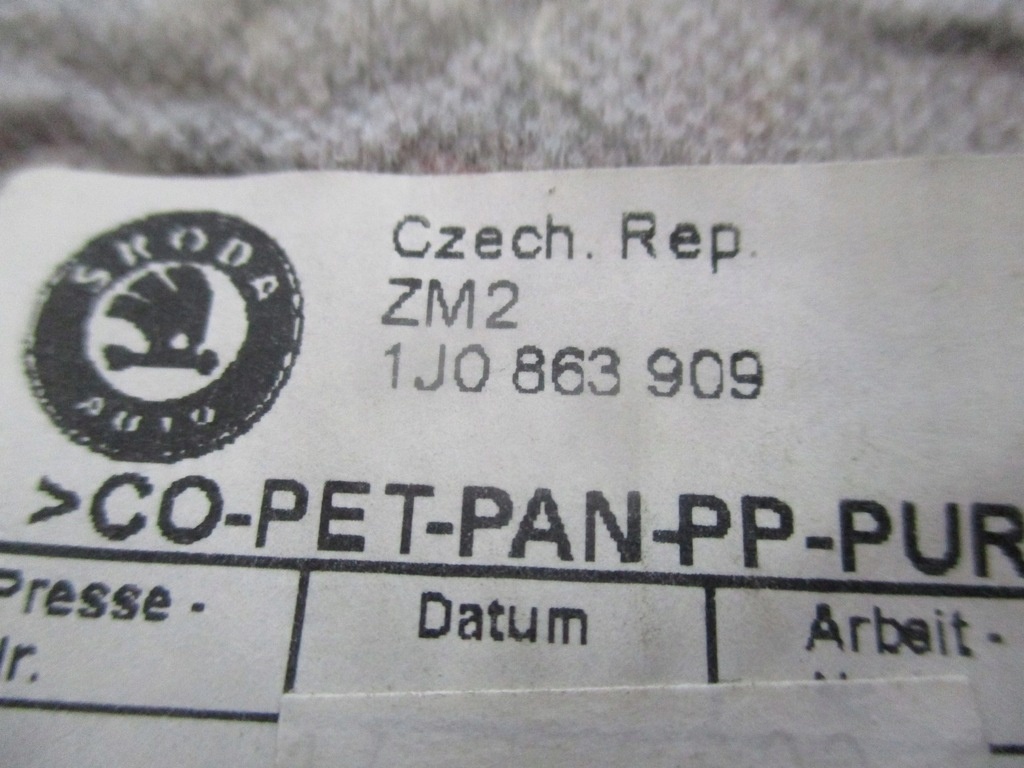 SKODA
AUTO
Czech. Rep.
ZM2
1J0 863 909
>CO-PET-PAN-PP-PUR
Presse -
Datum
Arbeit -